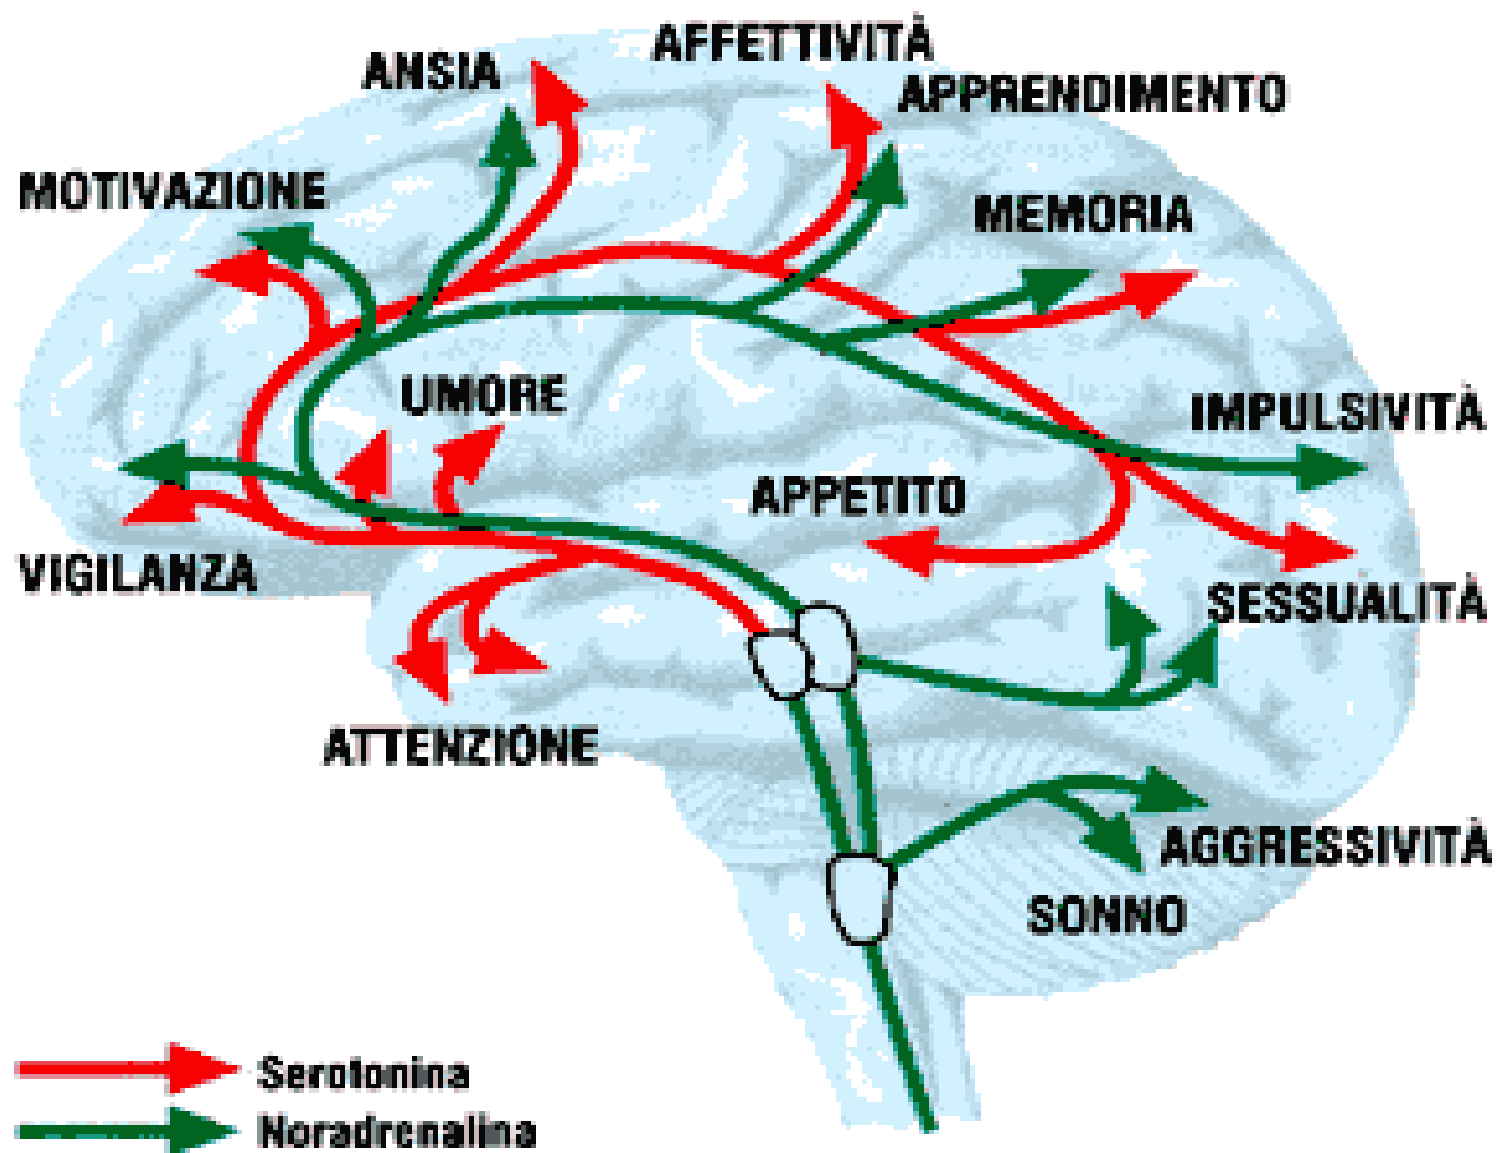 AFFETTIVITÀ
ANSIA
APPRENDIMENTO
MOTIVAZIONE
MEMORIA
UMORE
IMPULSIVITÀ
APPETITO
VIGILANZA
SESSUALITÀ
ATTENZIONE
AGGRESSIVITÀ
SONNO
Serotonina
Noradrenalina